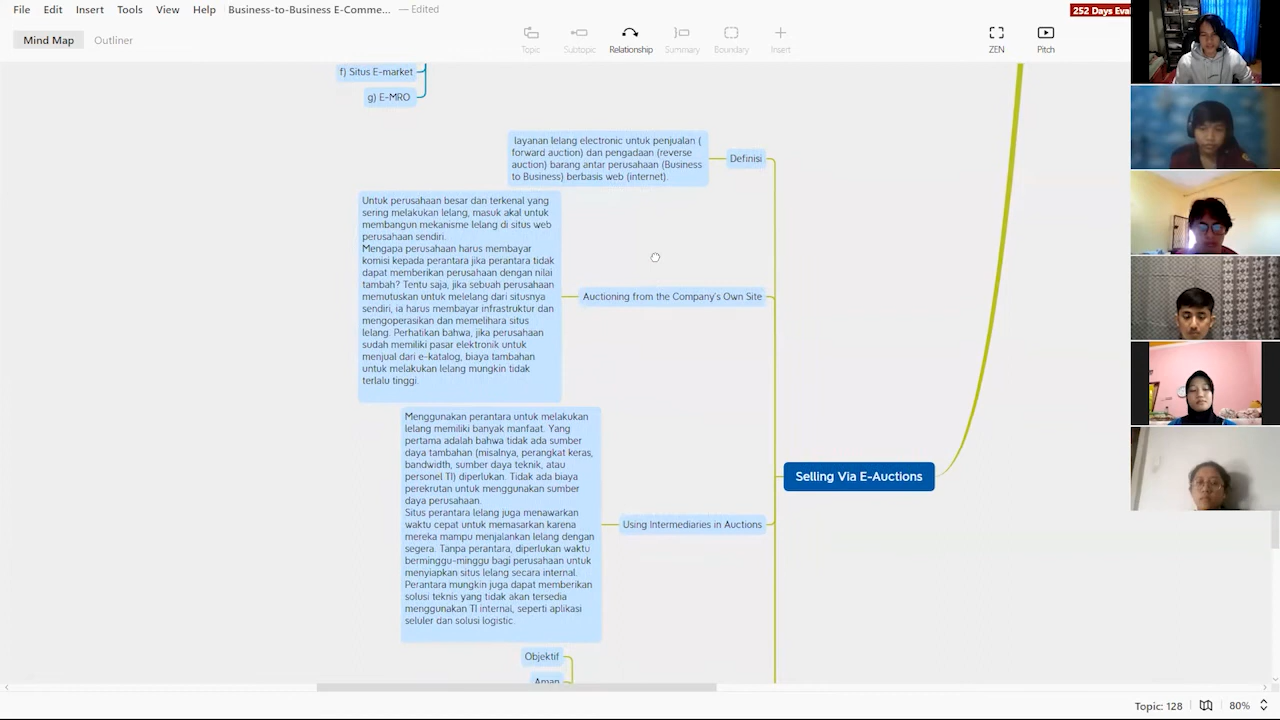 File Edit Insert Tools View Help Business-to-Business E-Comme... — Edited
252 Days
Mind Map Outliner
Topic Subtopic Relationship Summary Boundary Insert ZEN Pitch
f) Situs E-market
g) E-MRO
layanan lelang electronic untuk penjualan (
forward auction) dan pengadaan (reverse
auction) barang antar perusahaan (Business
to Business) berbasis web (internet).
Definisi
Untuk perusahaan besar dan terkenal yang
sering melakukan lelang, masuk akal untuk
membangun mekanisme lelang di situs web
perusahaan sendiri.
Mengapa perusahaan harus membayar
komisi kepada perantara jika perantara tidak
dapat memberikan perusahaan dengan nilai
tambah? Tentu saja, jika sebuah perusahaan
memutuskan untuk melelang dari situsnya
sendiri, ia harus membayar infrastruktur dan
mengoperasikan dan memelihara situs
lelang. Perhatikan bahwa, jika perusahaan
sudah memiliki pasar elektronik untuk
menjual dari e-katalog, biaya tambahan
untuk melakukan lelang mungkin tidak
terlalu tinggi.
Auctioning from the Company's Own Site
Menggunakan perantara untuk melakukan
lelang memiliki banyak manfaat. Yang
pertama adalah bahwa tidak ada sumber
daya tambahan (misalnya, perangkat keras,
bandwidth, sumber daya teknik, atau
personel TI) diperlukan. Tidak ada biaya
perekrutan untuk menggunakan sumber
daya perusahaan.
Situs perantara lelang juga menawarkan
waktu cepat untuk memasarkan karena
mereka mampu menjalankan lelang dengan
segera. Tanpa perantara, diperlukan waktu
berminggu-minggu bagi perusahaan untuk
menyiapkan situs lelang secara internal.
Perantara mungkin juga dapat memberikan
solusi teknis yang tidak akan tersedia
menggunakan TI internal, seperti aplikasi
seluler dan solusi logistic.
Using Intermediaries in Auctions
Selling Via E-Auctions
Objektif
Aman
Topic: 128 80%